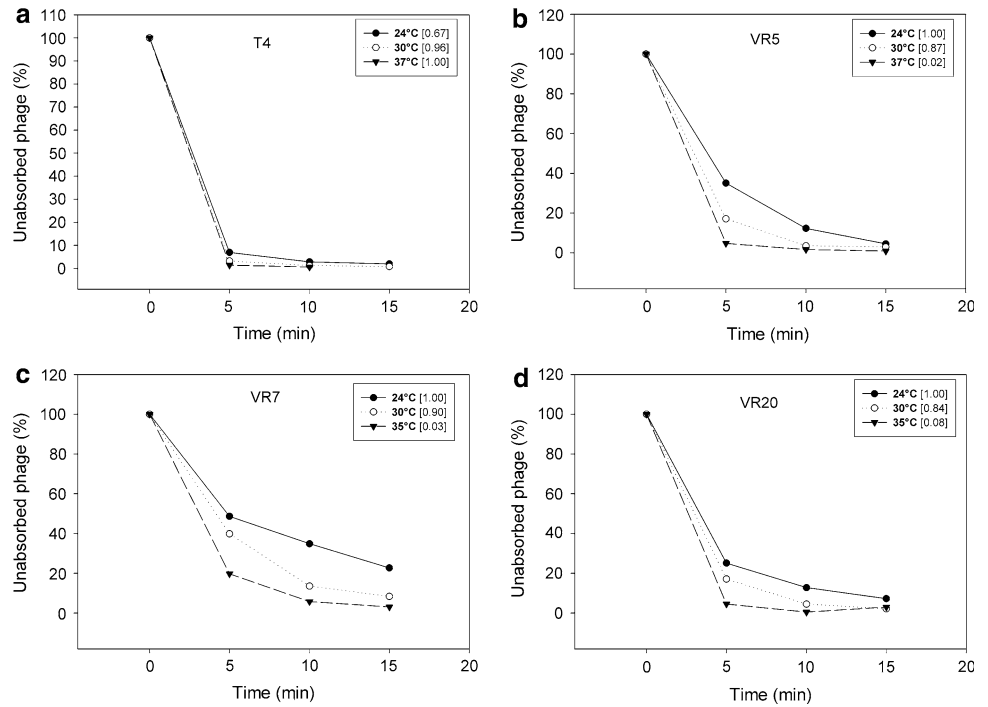 a
T4
24°C [0.67]
30°C [0.96]
37°C [1.00]
Unabsorbed phage (%)
110
100
90
80
70
60
50
40
30
20
10
0
0 5 10 15 20
Time (min)
b
VR5
24°C [1.00]
30°C [0.87]
37°C [0.02]
Unabsorbed phage (%)
120
100
80
60
40
20
0
0 5 10 15 20
Time (min)
c
VR7
24°C [1.00]
30°C [0.90]
35°C [0.03]
Unabsorbed phage (%)
120
100
80
60
40
20
0
0 5 10 15 20
Time (min)
d
VR20
24°C [1.00]
30°C [0.84]
35°C [0.08]
Unabsorbed phage (%)
120
100
80
60
40
20
0
0 5 10 15 20
Time (min)